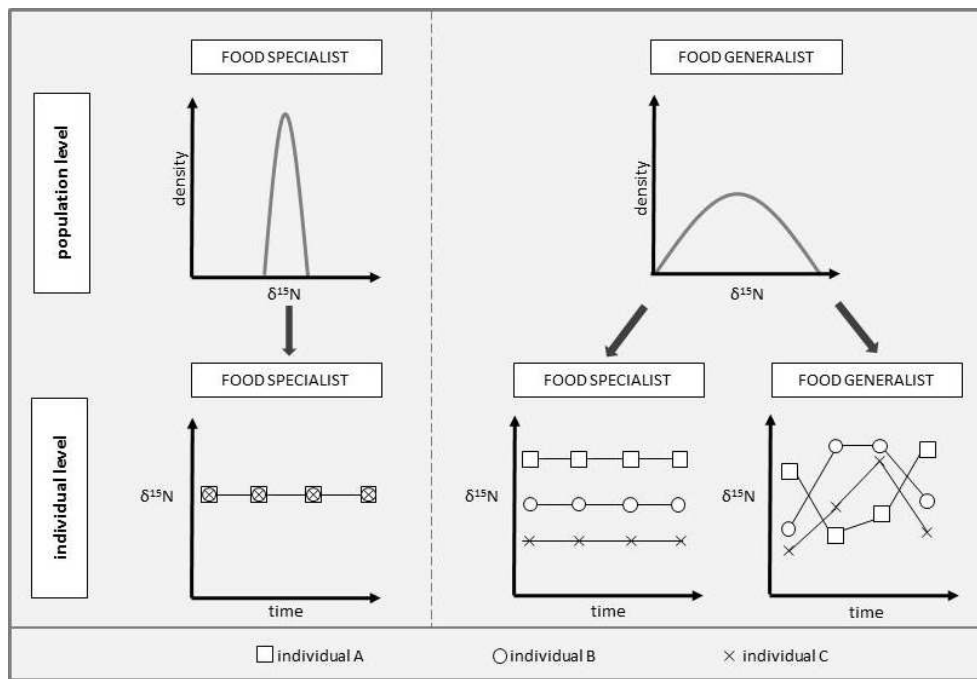 FOOD SPECIALIST
FOOD GENERALIST
population level
density
δ¹⁵N
density
δ¹⁵N
FOOD SPECIALIST
FOOD SPECIALIST
FOOD GENERALIST
individual level
δ¹⁵N
time
δ¹⁵N
time
δ¹⁵N
time
individual A
individual B
individual C